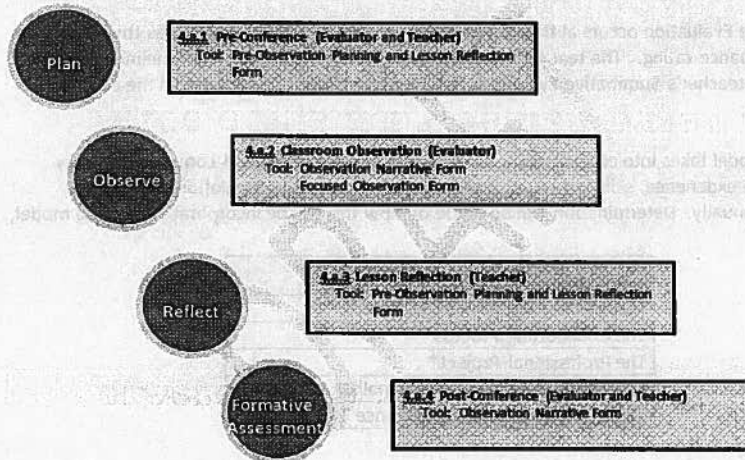 Plan
4.a.1 Pre-Conference (Evaluator and Teacher)
Tool: Pre-Observation Planning and Lesson Reflection
Form
Observe
4.a.2 Classroom Observation (Evaluator)
Tool: Observation Narrative Form
Focused Observation Form
Reflect
4.a.3 Lesson Reflection (Teacher)
Tool: Pre-Observation Planning and Lesson Reflection
Form
Formative
Assessment
4.a.4 Post-Conference (Evaluator and Teacher)
Tool: Observation Narrative Form